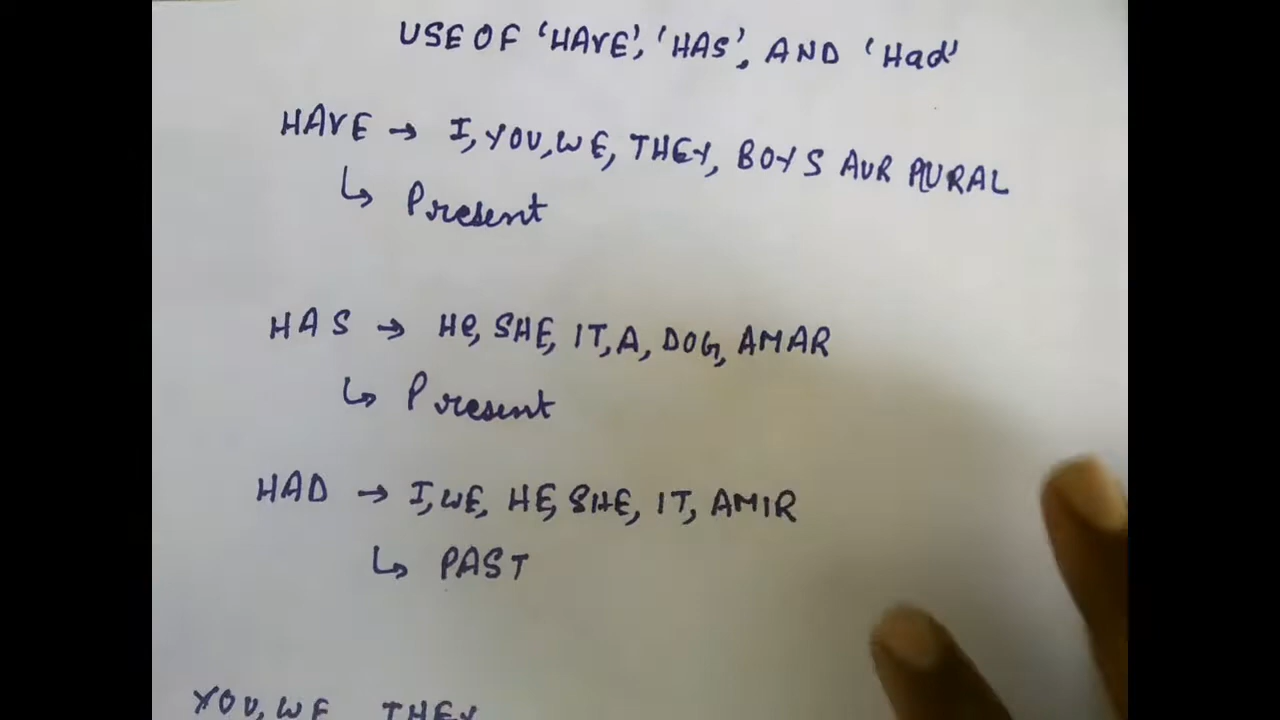 USE OF 'HAVE', 'HAS', AND 'Had'
HAVE → I, YOU, WE, THEY, BOYS AUR PLURAL
↳ Present
HAS → He, SHE, IT, A, DOG, AMAR
↳ Present
HAD → I, WE, HE, SHE, IT, AMIR
↳ PAST
YOU, WE THEY